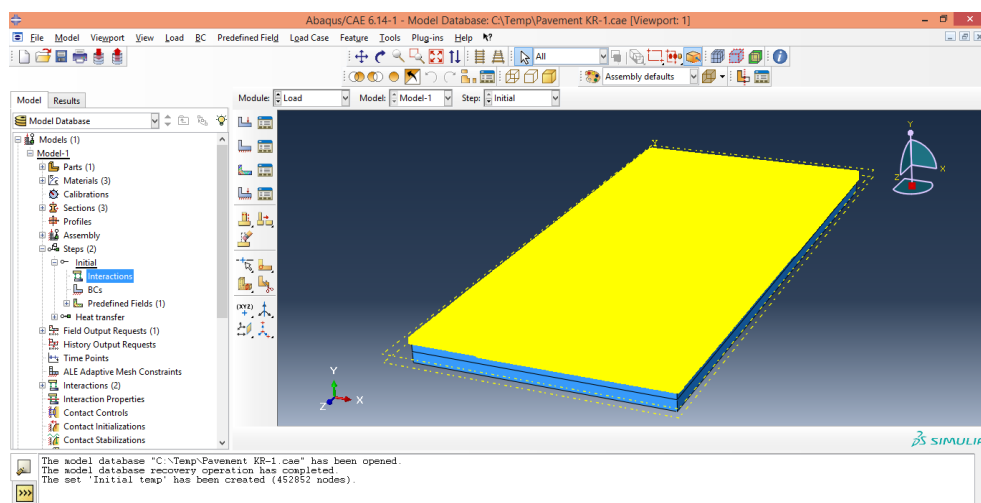 Abaqus/CAE 6.14-1 - Model Database: C:\Temp\Pavement KR-1.cae [Viewport: 1]
File Model Viewport View Load BC Predefined Field Load Case Feature Tools Plug-ins Help
All
Assembly defaults
Model Results
Module: Load Model: Model-1 Step: Initial
Model Database
Models (1)
Model-1
Parts (1)
Materials (3)
Calibrations
Sections (3)
Profiles
Assembly
Steps (2)
Initial
Interactions
BCs
Predefined Fields (1)
Heat transfer
Field Output Requests (1)
History Output Requests
Time Points
ALE Adaptive Mesh Constraints
Interactions (2)
Interaction Properties
Contact Controls
Contact Initializations
Contact Stabilizations
(XYZ)
Y
X
Z
Y
Z
X
Y
SIMULIA
The model database "C:\Temp\Pavement KR-1.cae" has been opened.
The model database recovery operation has completed.
The set 'Initial temp' has been created (452852 nodes).
>>>